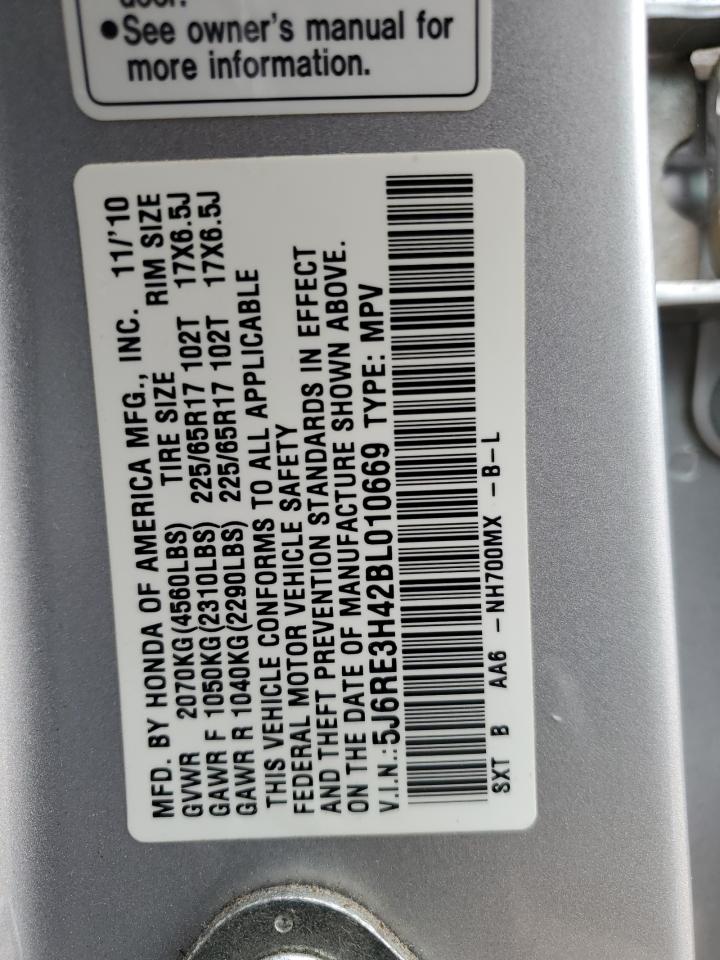 door.
●See owner's manual for
more information.
MFD. BY HONDA OF AMERICA MFG., INC. 11/'10
GVWR 2070KG(4560LBS) TIRE SIZE RIM SIZE
GAWR F 1050KG(2310LBS) 225/65R17 102T 17X6.5J
GAWR R 1040KG(2290LBS) 225/65R17 102T 17X6.5J
THIS VEHICLE CONFORMS TO ALL APPLICABLE
FEDERAL MOTOR VEHICLE SAFETY
AND THEFT PREVENTION STANDARDS IN EFFECT
ON THE DATE OF MANUFACTURE SHOWN ABOVE.
V.I.N.:5J6RE3H42BL010669 TYPE: MPV
SXT B AA6 -NH700MX -B-L